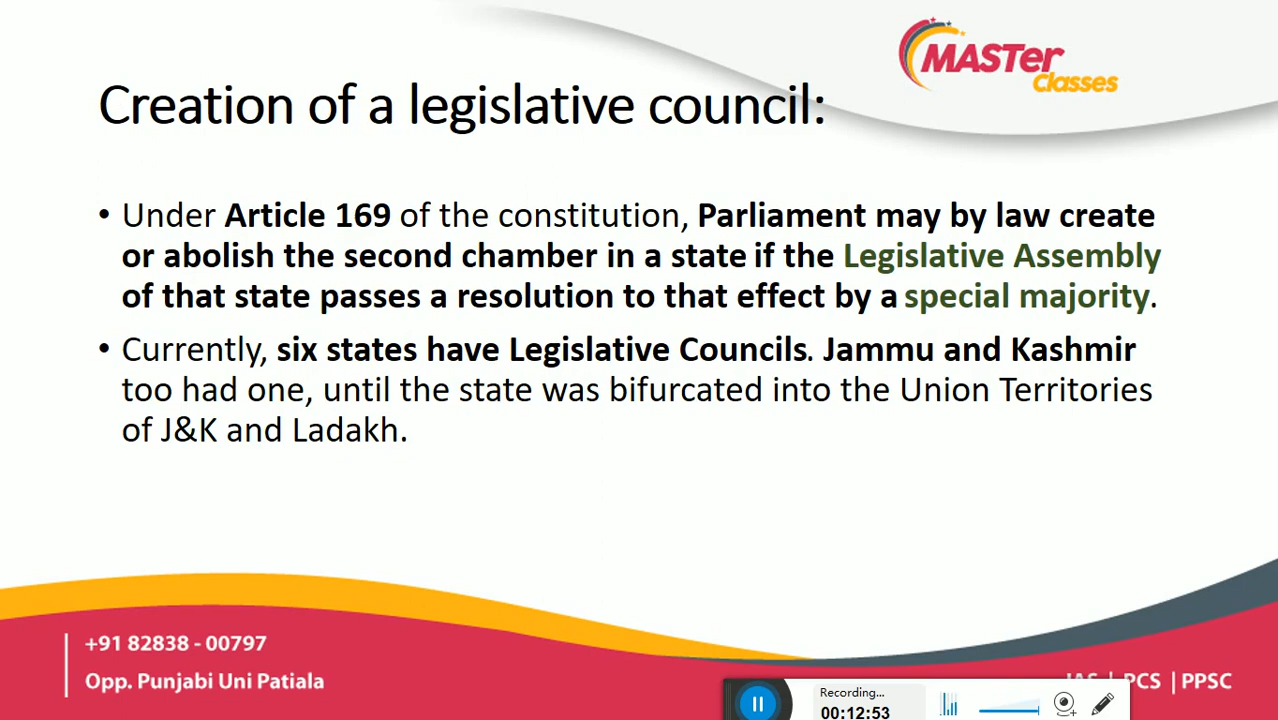 MASTer
Classes
Creation of a legislative council:
• Under Article 169 of the constitution, Parliament may by law create
or abolish the second chamber in a state if the Legislative Assembly
of that state passes a resolution to that effect by a special majority.
• Currently, six states have Legislative Councils. Jammu and Kashmir
too had one, until the state was bifurcated into the Union Territories
of J&K and Ladakh.
+91 82838 - 00797
Opp. Punjabi Uni Patiala
IAS | PCS | PPSC
Recording...
00:12:53